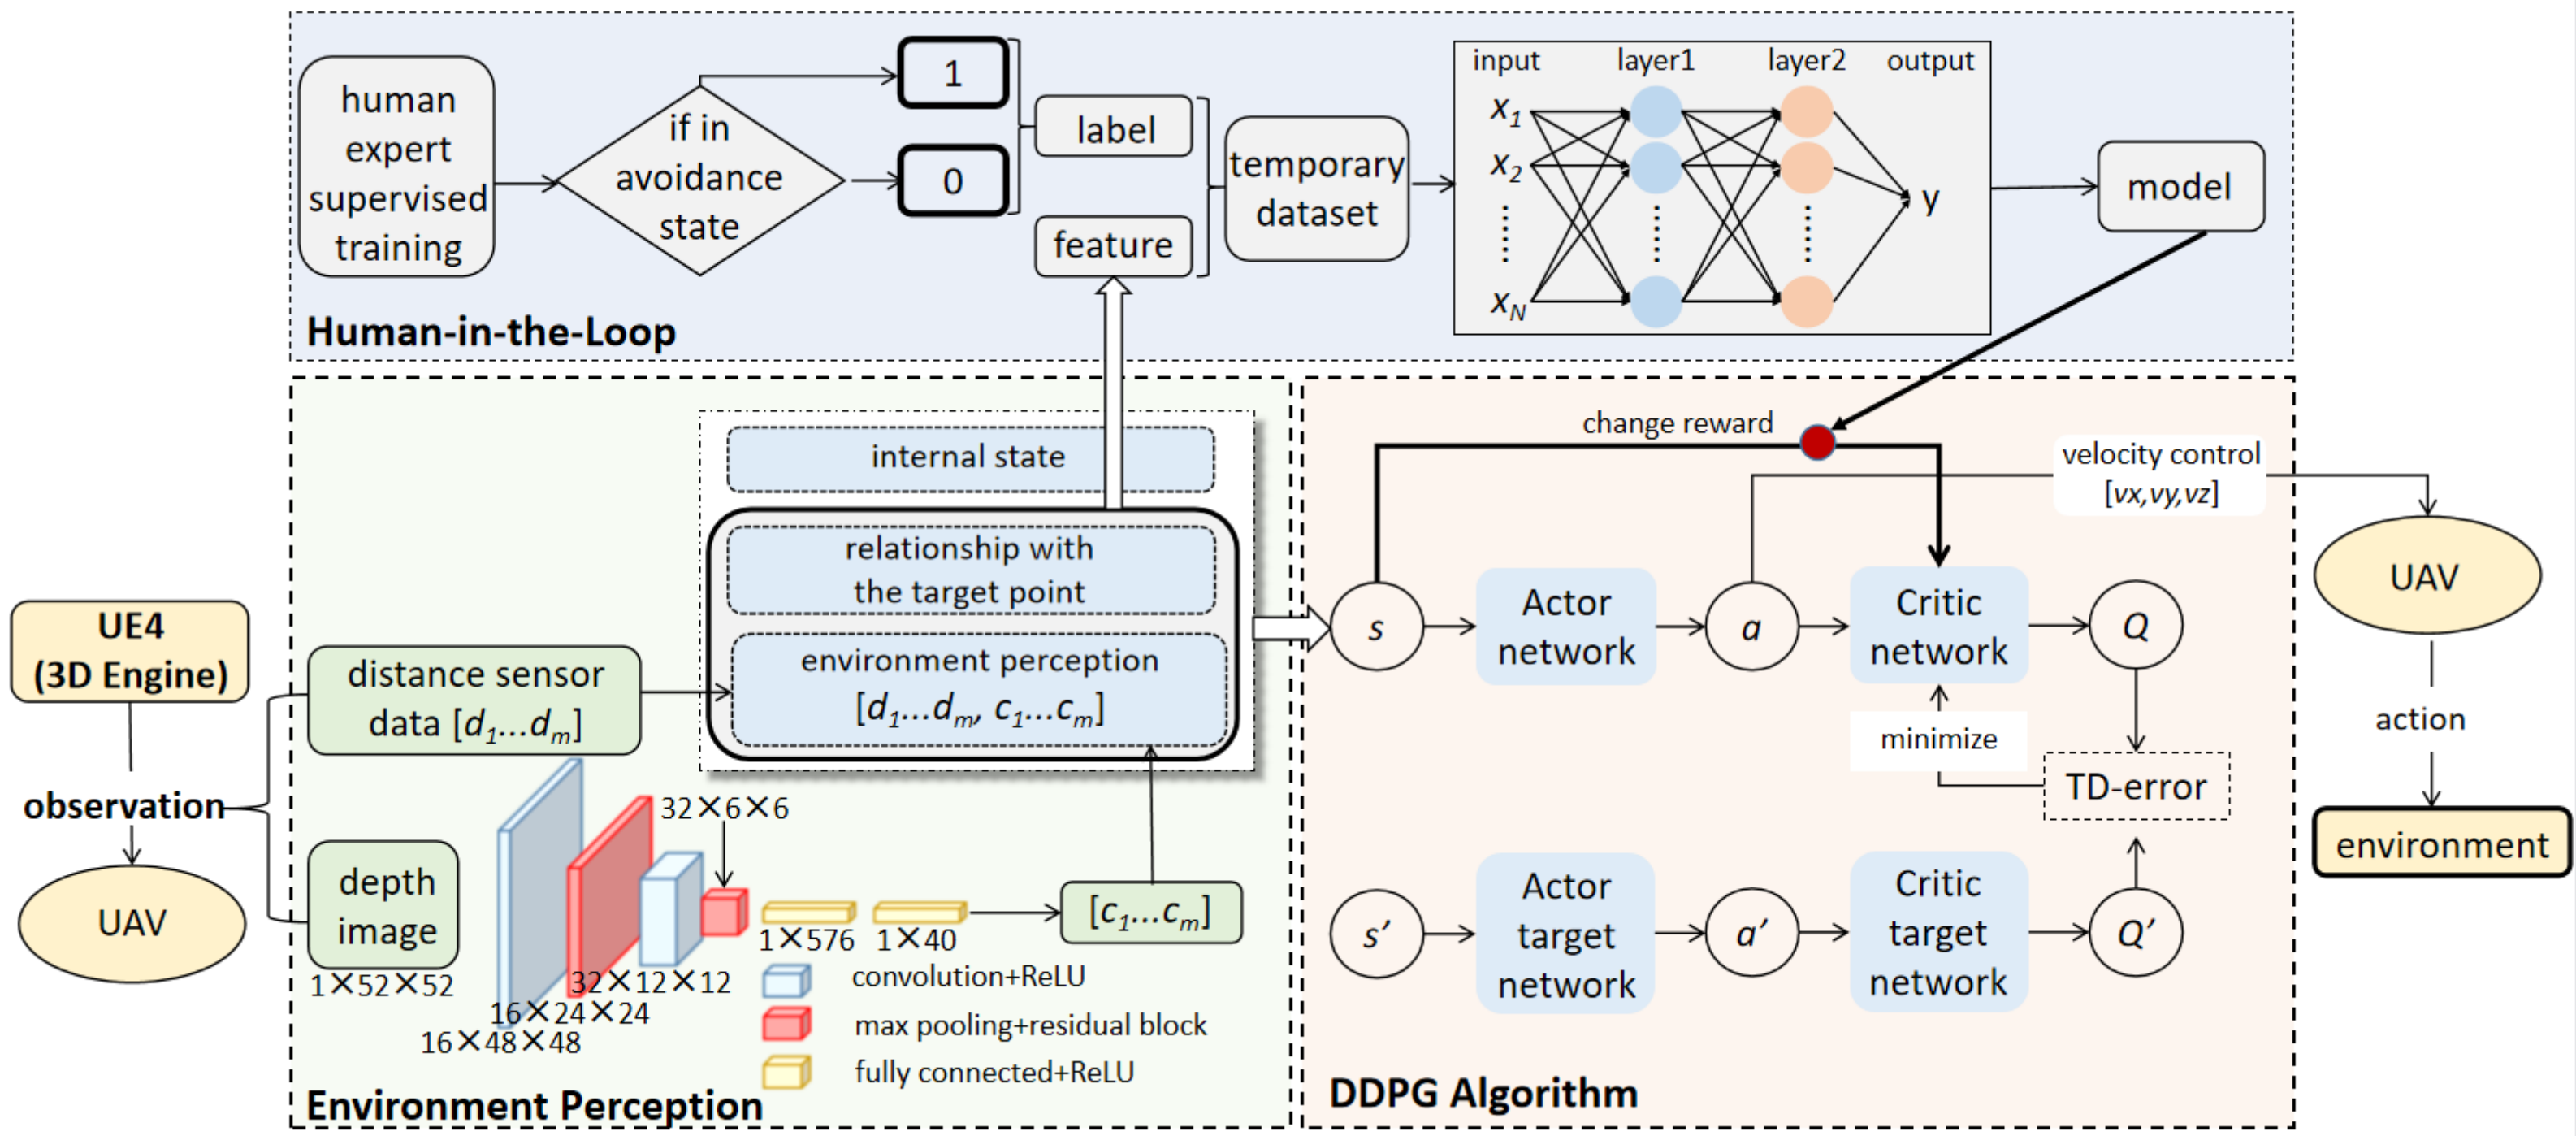 human
expert
supervised
training
if in
avoidance
state
1
0
label
feature
temporary
dataset
input layer1 layer2 output
x1
x2
xN
y
model
Human-in-the-Loop
UE4
(3D Engine)
observation
UAV
distance sensor
data [d1...dm]
depth
image
1×52×52
16×48×48
16×24×24
32×12×12
32×6×6
1×576
1×40
[c1...cm]
internal state
relationship with
the target point
environment perception
[d1...dm, c1...cm]
convolution+ReLU
max pooling+residual block
fully connected+ReLU
Environment Perception
change reward
velocity control
[vx,vy,vz]
s
Actor
network
a
Critic
network
Q
minimize
TD-error
s’
Actor
target
network
a’
Critic
target
network
Q’
DDPG Algorithm
UAV
action
environment